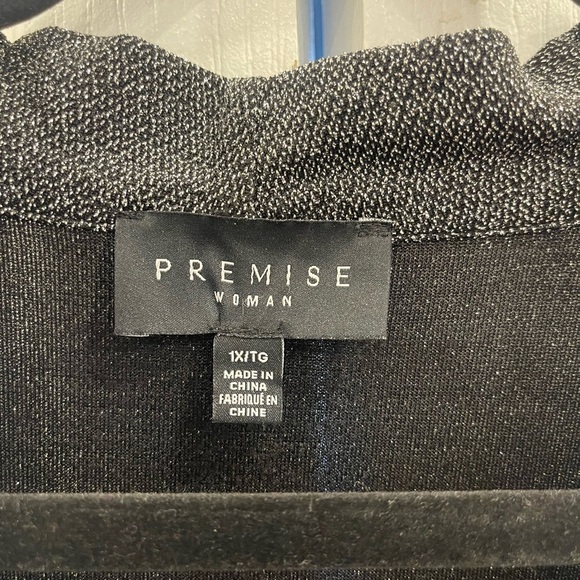 PREMISE
WOMAN
1X/TG
MADE IN
CHINA
FABRIQUÉ EN
CHINE